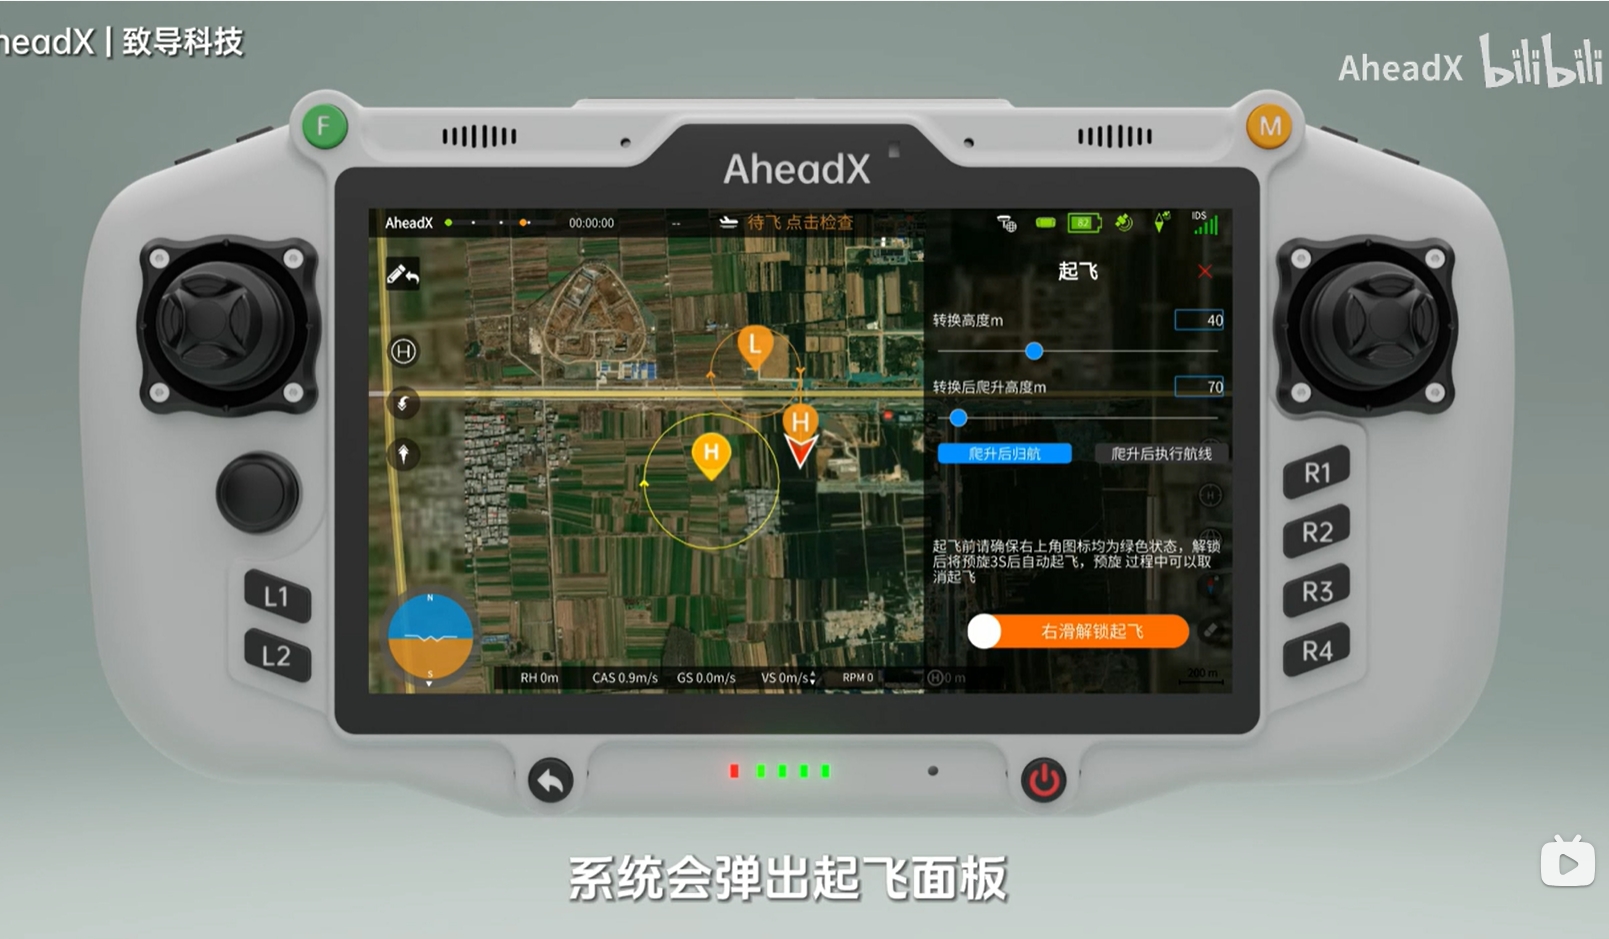 AheadX | 致导科技
AheadX bilibili
F
M
AheadX
AheadX 00:00:00 -- 待飞 点击检查 82 IDS
起飞
转换高度m 40
转换后爬升高度m 70
爬升后归航 爬升后执行航线
L
H
H
H
起飞前请确保右上角图标均为绿色状态，解锁
后将预旋3S后自动起飞，预旋 过程中可以取
消起飞
右滑解锁起飞
N
S
RH 0m CAS 0.9m/s GS 0.0m/s VS 0m/s RPM 0 H 0 m
200 m
L1
L2
R1
R2
R3
R4
系统会弹出起飞面板